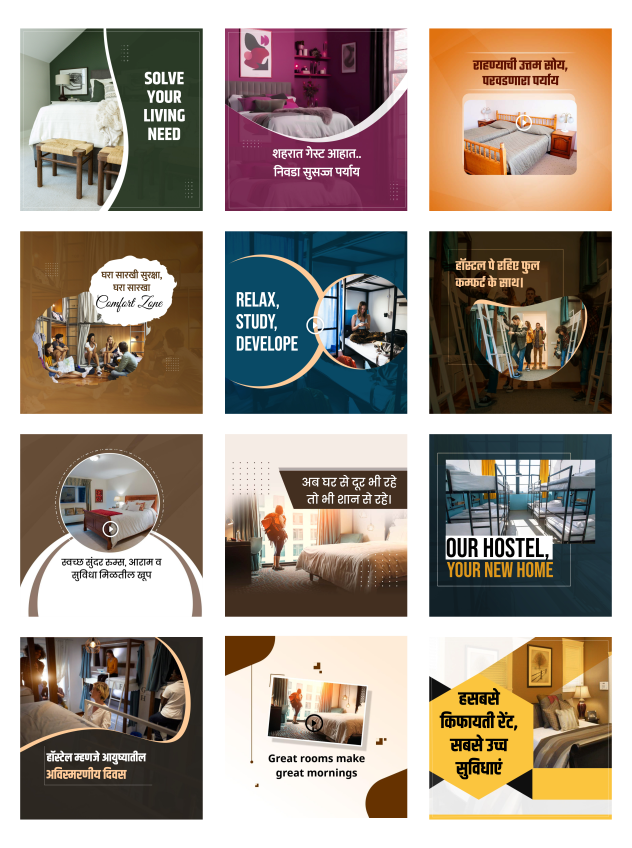 SOLVE
YOUR
LIVING
NEED
शहरात गेस्ट आहात..
निवडा सुसज्ज पर्याय
राहण्याची उत्तम सोय,
परवडणारा पर्याय
घरा सारखी सुरक्षा,
घरा सारखा
Comfort Zone
RELAX,
STUDY,
DEVELOPE
हॉस्टल पे रहिए फुल
कम्फर्ट के साथ।
स्वच्छ सुंदर रुम्स, आराम व
सुविधा मिळतील खूप
अब घर से दूर भी रहे
तो भी शान से रहे।
OUR HOSTEL,
YOUR NEW HOME
हॉस्टेल म्हणजे आयुष्यातील
अविस्मरणीय दिवस
Great rooms make
great mornings
हसबसे
किफायती रेंट,
सबसे उच्च
सुविधाएं